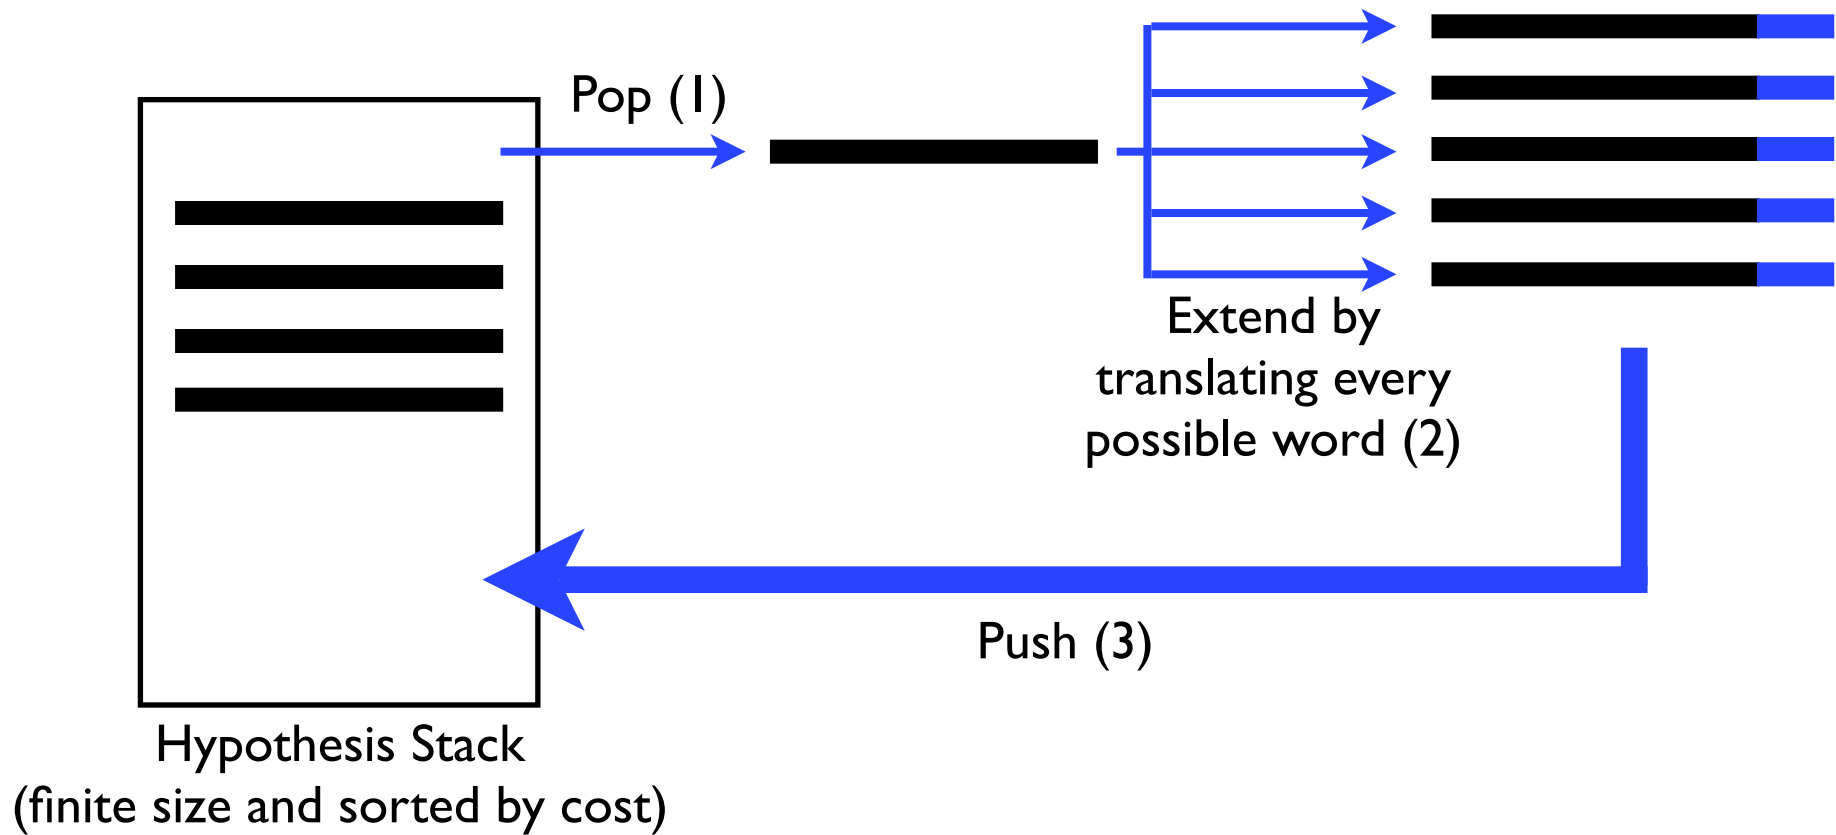 Pop (1)
Extend by
translating every
possible word (2)
Push (3)
Hypothesis Stack
(finite size and sorted by cost)